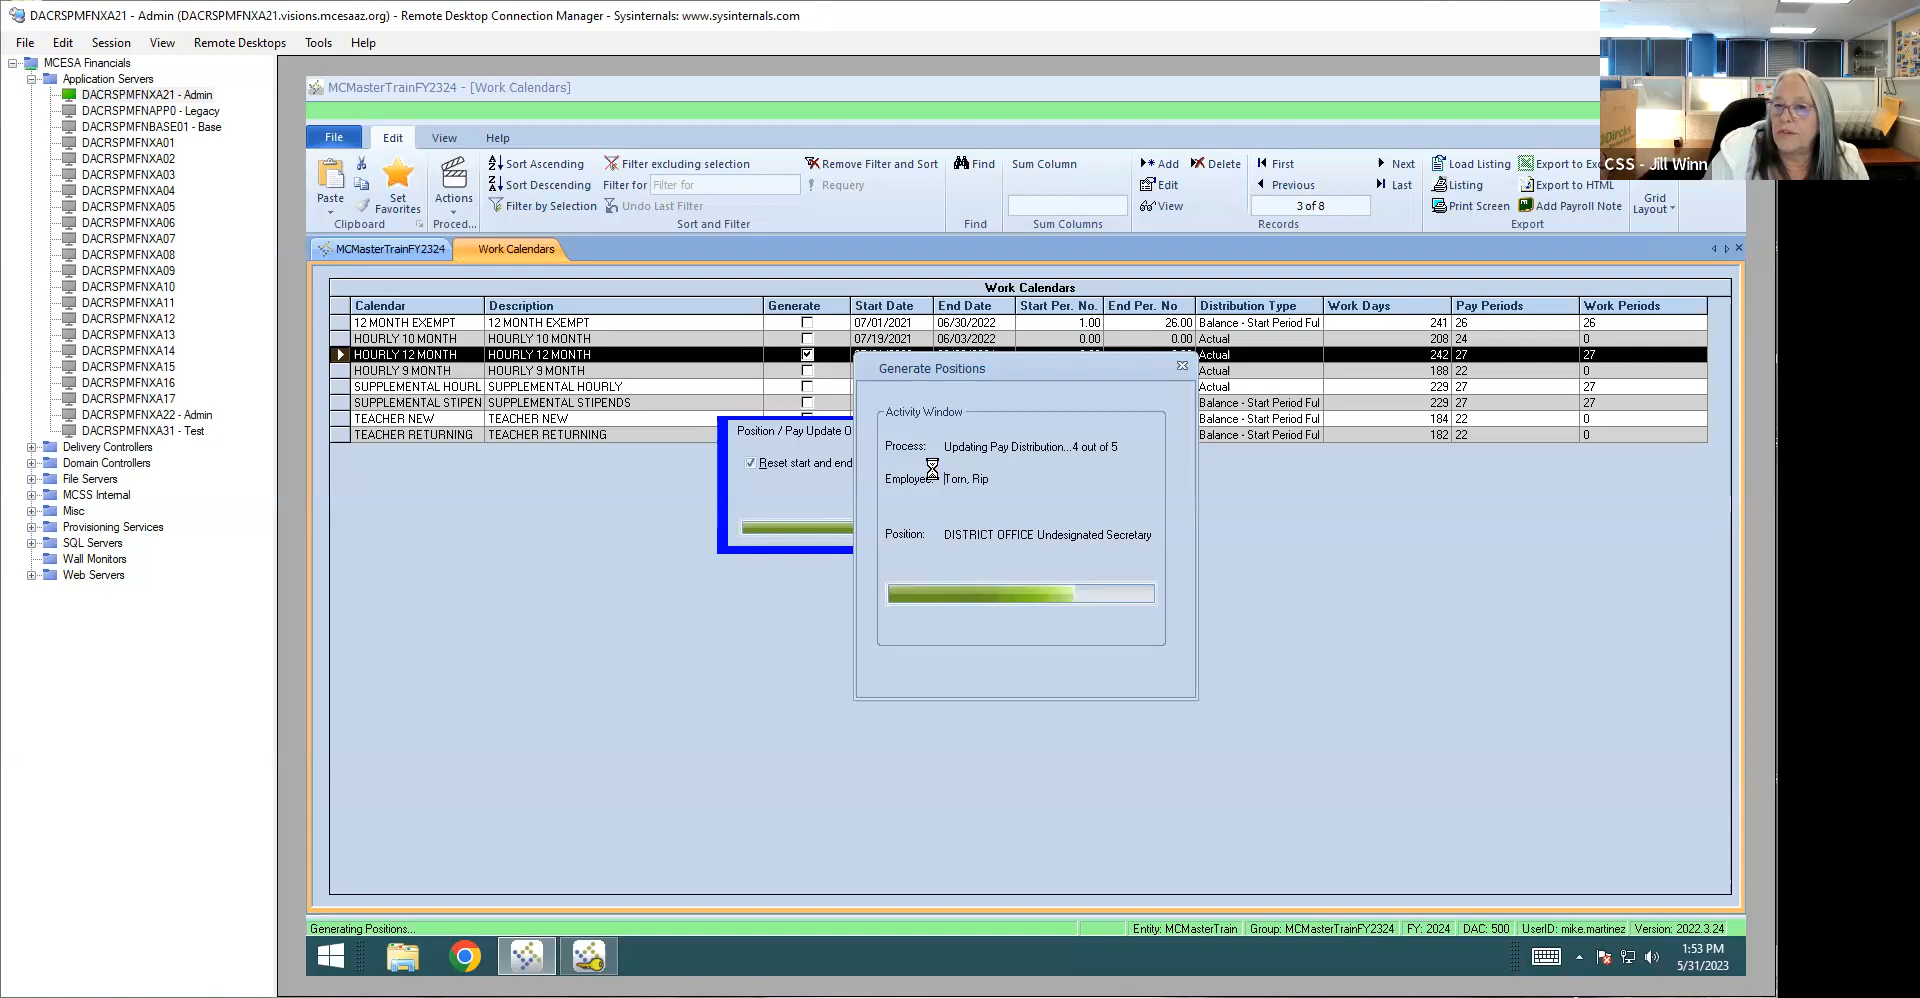 DACRSPMFNXA21 - Admin (DACRSPMFNXA21.visions.mcesaaz.org) - Remote Desktop Connection Manager - Sysinternals: www.sysinternals.com
File Edit Session View Remote Desktops Tools Help
MCESA Financials
Application Servers
DACRSPMFNXA21 - Admin
DACRSPMFNAPP0 - Legacy
DACRSPMFNBASE01 - Base
DACRSPMFNXA01
DACRSPMFNXA02
DACRSPMFNXA03
DACRSPMFNXA04
DACRSPMFNXA05
DACRSPMFNXA06
DACRSPMFNXA07
DACRSPMFNXA08
DACRSPMFNXA09
DACRSPMFNXA10
DACRSPMFNXA11
DACRSPMFNXA12
DACRSPMFNXA13
DACRSPMFNXA14
DACRSPMFNXA15
DACRSPMFNXA16
DACRSPMFNXA17
DACRSPMFNXA22 - Admin
DACRSPMFNXA31 - Test
Delivery Controllers
Domain Controllers
File Servers
MCSS Internal
Misc
Provisioning Services
SQL Servers
Wall Monitors
Web Servers
MCMasterTrainFY2324 - [Work Calendars]
File Edit View Help
Paste
Set Favorites
Clipboard
Actions
Proced...
Sort Ascending Filter excluding selection Remove Filter and Sort
Sort Descending Filter for Filter for Requery
Filter by Selection Undo Last Filter
Sort and Filter
Find
Find
Sum Column
Sum Columns
Add Delete
Edit
View
First Next
Previous Last
3 of 8
Records
Load Listing Export to Exc
Listing Export to HTML
Print Screen Add Payroll Note
Export
Grid Layout
CSS - Jill Winn
MCMasterTrainFY2324 Work Calendars
Work Calendars
Calendar Description Generate Start Date End Date Start Per. No. End Per. No Distribution Type Work Days Pay Periods Work Periods
12 MONTH EXEMPT 12 MONTH EXEMPT 07/01/2021 06/30/2022 1.00 26.00 Balance - Start Period Ful 241 26 26
HOURLY 10 MONTH HOURLY 10 MONTH 07/19/2021 06/03/2022 0.00 0.00 Actual 208 24 0
HOURLY 12 MONTH HOURLY 12 MONTH Actual 242 27 27
HOURLY 9 MONTH HOURLY 9 MONTH Actual 188 22 0
SUPPLEMENTAL HOURL SUPPLEMENTAL HOURLY Actual 229 27 27
SUPPLEMENTAL STIPEN SUPPLEMENTAL STIPENDS Balance - Start Period Ful 229 27 27
TEACHER NEW TEACHER NEW Balance - Start Period Ful 184 22 0
TEACHER RETURNING TEACHER RETURNING Balance - Start Period Ful 182 22 0
Position / Pay Update O
Reset start and end
Generate Positions
Activity Window
Process: Updating Pay Distribution...4 out of 5
Employee: Torn, Rip
Position: DISTRICT OFFICE Undesignated Secretary
Generating Positions... Entity: MCMasterTrain Group: MCMasterTrainFY2324 FY: 2024 DAC: 500 UserID: mike.martinez Version: 2022.3.24
1:53 PM
5/31/2023